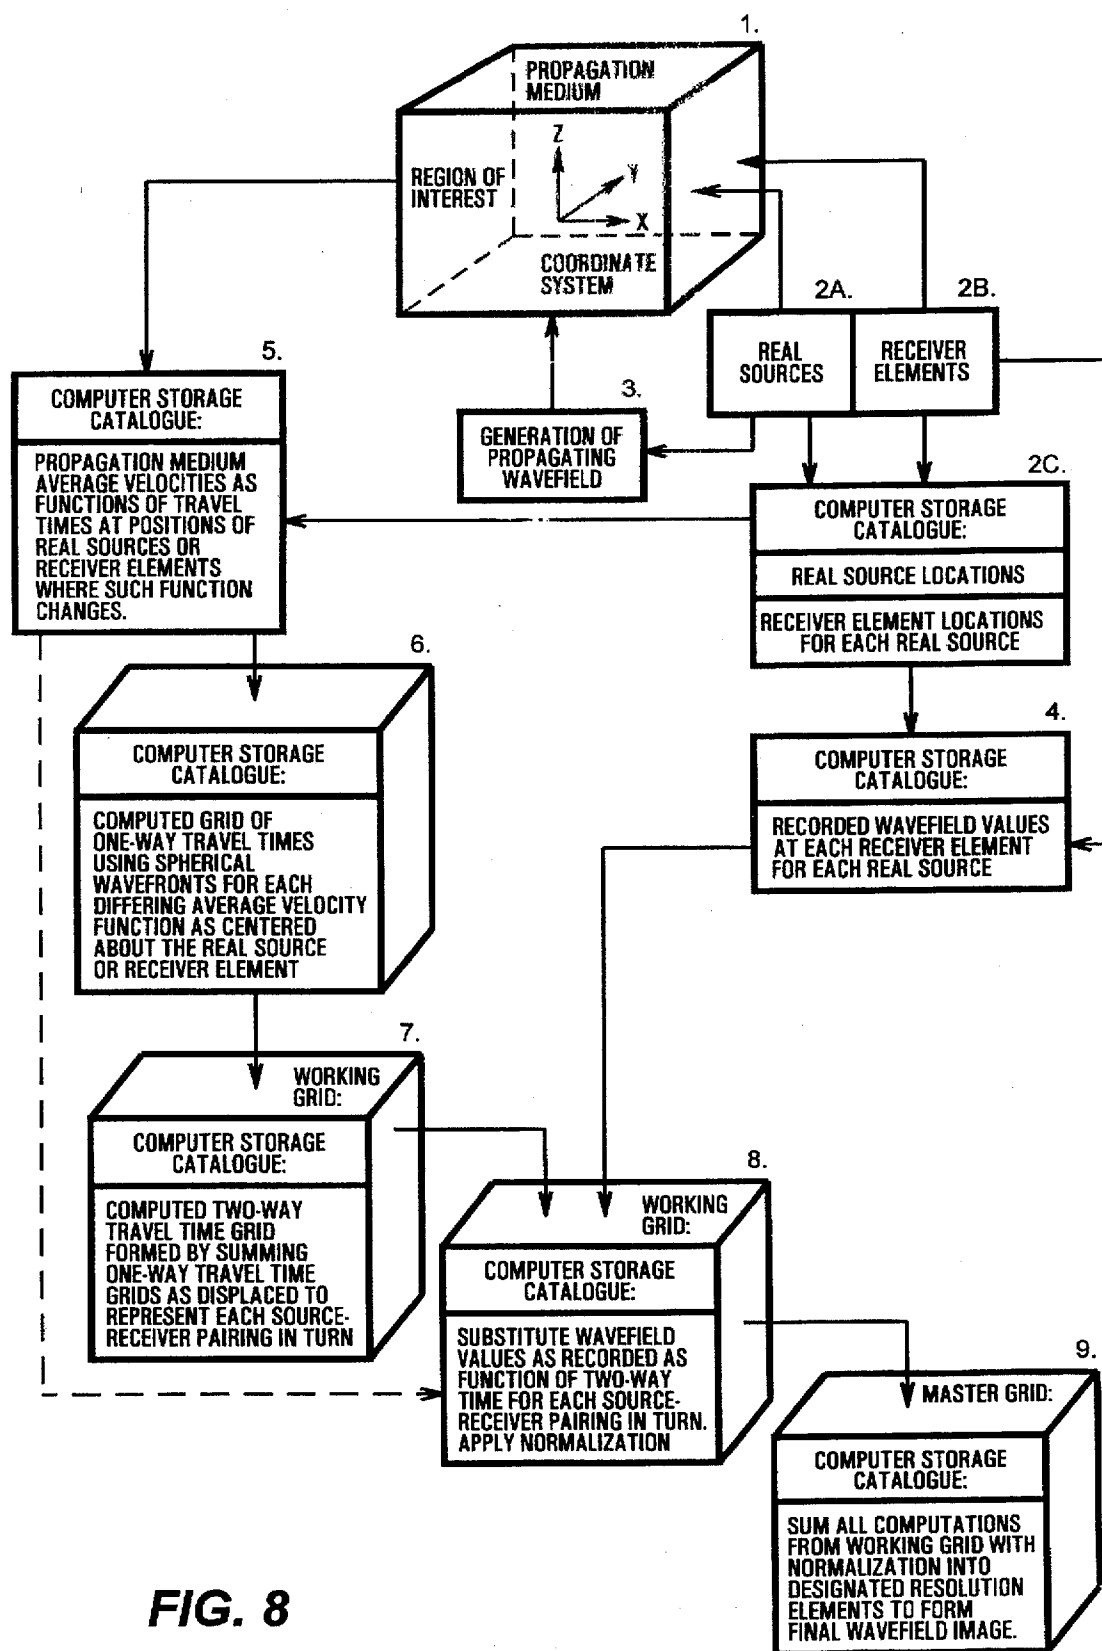 1.
PROPAGATION
MEDIUM
Z
Y
X
REGION OF
INTEREST
COORDINATE
SYSTEM
2A.
2B.
REAL
SOURCES
RECEIVER
ELEMENTS
3.
GENERATION OF
PROPAGATING
WAVEFIELD
2C.
COMPUTER STORAGE
CATALOGUE:
REAL SOURCE LOCATIONS
RECEIVER ELEMENT LOCATIONS
FOR EACH REAL SOURCE
5.
COMPUTER STORAGE
CATALOGUE:
PROPAGATION MEDIUM
AVERAGE VELOCITIES AS
FUNCTIONS OF TRAVEL
TIMES AT POSITIONS OF
REAL SOURCES OR
RECEIVER ELEMENTS
WHERE SUCH FUNCTION
CHANGES.
4.
COMPUTER STORAGE
CATALOGUE:
RECORDED WAVEFIELD VALUES
AT EACH RECEIVER ELEMENT
FOR EACH REAL SOURCE
6.
COMPUTER STORAGE
CATALOGUE:
COMPUTED GRID OF
ONE-WAY TRAVEL TIMES
USING SPHERICAL
WAVEFRONTS FOR EACH
DIFFERING AVERAGE VELOCITY
FUNCTION AS CENTERED
ABOUT THE REAL SOURCE
OR RECEIVER ELEMENT
7.
WORKING
GRID:
COMPUTER STORAGE
CATALOGUE:
COMPUTED TWO-WAY
TRAVEL TIME GRID
FORMED BY SUMMING
ONE-WAY TRAVEL TIME
GRIDS AS DISPLACED TO
REPRESENT EACH SOURCE-
RECEIVER PAIRING IN TURN
8.
WORKING
GRID:
COMPUTER STORAGE
CATALOGUE:
SUBSTITUTE WAVEFIELD
VALUES AS RECORDED AS
FUNCTION OF TWO-WAY
TIME FOR EACH SOURCE-
RECEIVER PAIRING IN TURN.
APPLY NORMALIZATION
9.
MASTER GRID:
COMPUTER STORAGE
CATALOGUE:
SUM ALL COMPUTATIONS
FROM WORKING GRID WITH
NORMALIZATION INTO
DESIGNATED RESOLUTION
ELEMENTS TO FORM
FINAL WAVEFIELD IMAGE.
FIG. 8